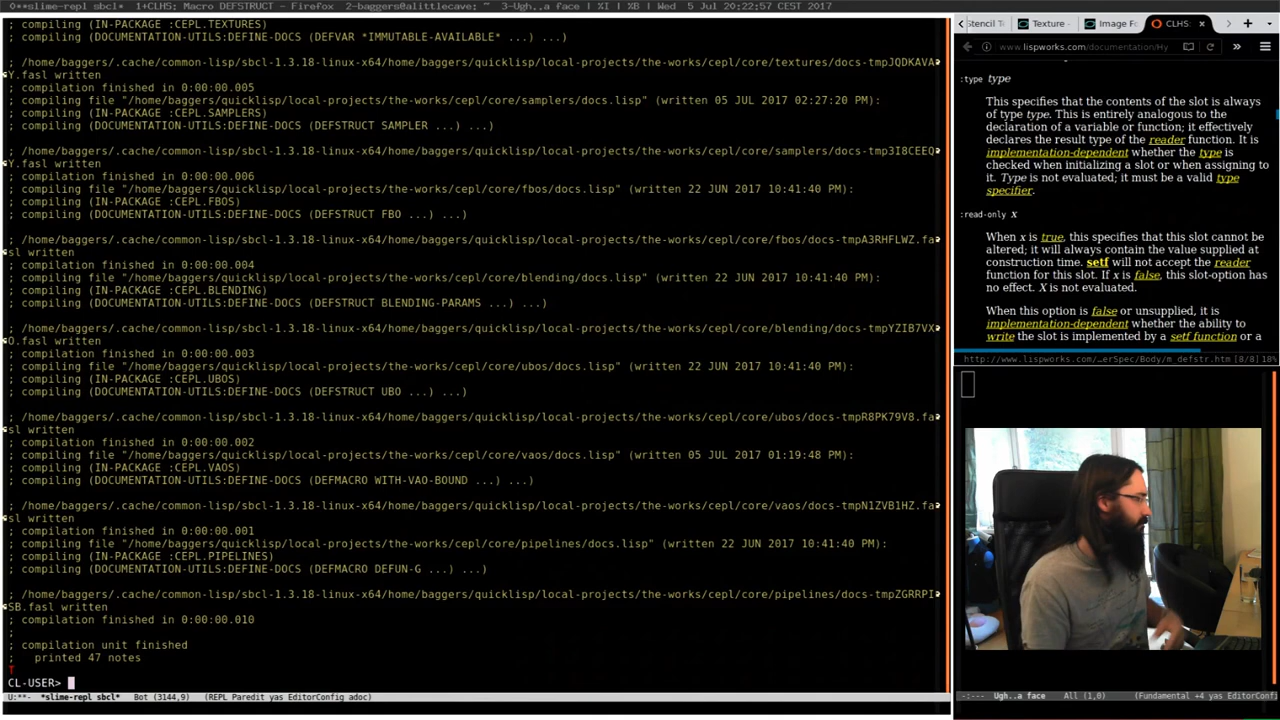 0**slime-repl sbcl* 1+CLHS: Macro DEFSTRUCT - Firefox 2-baggers@alittlecave: ~ 3-Ugh..a face | %I | %B | Wed 5 Jul 20:22:57 CEST 2017
; compiling (IN-PACKAGE :CEPL.TEXTURES)
; compiling (DOCUMENTATION-UTILS:DEFINE-DOCS (DEFVAR *IMMUTABLE-AVAILABLE* ...) ...)
; /home/baggers/.cache/common-lisp/sbcl-1.3.18-linux-x64/home/baggers/quicklisp/local-projects/the-works/cepl/core/textures/docs-tmpJQDKAVA
Y.fasl written
; compilation finished in 0:00:00.005
; compiling file "/home/baggers/quicklisp/local-projects/the-works/cepl/core/samplers/docs.lisp" (written 05 JUL 2017 02:27:20 PM):
; compiling (IN-PACKAGE :CEPL.SAMPLERS)
; compiling (DOCUMENTATION-UTILS:DEFINE-DOCS (DEFSTRUCT SAMPLER ...) ...)
; /home/baggers/.cache/common-lisp/sbcl-1.3.18-linux-x64/home/baggers/quicklisp/local-projects/the-works/cepl/core/samplers/docs-tmp3I8CEEQ
Y.fasl written
; compilation finished in 0:00:00.006
; compiling file "/home/baggers/quicklisp/local-projects/the-works/cepl/core/fbos/docs.lisp" (written 22 JUN 2017 10:41:40 PM):
; compiling (IN-PACKAGE :CEPL.FBOS)
; compiling (DOCUMENTATION-UTILS:DEFINE-DOCS (DEFSTRUCT FBO ...) ...)
; /home/baggers/.cache/common-lisp/sbcl-1.3.18-linux-x64/home/baggers/quicklisp/local-projects/the-works/cepl/core/fbos/docs-tmpA3RHFLWZ.fa
sl written
; compilation finished in 0:00:00.004
; compiling file "/home/baggers/quicklisp/local-projects/the-works/cepl/core/blending/docs.lisp" (written 22 JUN 2017 10:41:40 PM):
; compiling (IN-PACKAGE :CEPL.BLENDING)
; compiling (DOCUMENTATION-UTILS:DEFINE-DOCS (DEFSTRUCT BLENDING-PARAMS ...) ...)
; /home/baggers/.cache/common-lisp/sbcl-1.3.18-linux-x64/home/baggers/quicklisp/local-projects/the-works/cepl/core/blending/docs-tmpYZIB7VX
O.fasl written
; compilation finished in 0:00:00.003
; compiling file "/home/baggers/quicklisp/local-projects/the-works/cepl/core/ubos/docs.lisp" (written 22 JUN 2017 10:41:40 PM):
; compiling (IN-PACKAGE :CEPL.UBOS)
; compiling (DOCUMENTATION-UTILS:DEFINE-DOCS (DEFSTRUCT UBO ...) ...)
; /home/baggers/.cache/common-lisp/sbcl-1.3.18-linux-x64/home/baggers/quicklisp/local-projects/the-works/cepl/core/ubos/docs-tmpR8PK79V8.fa
sl written
; compilation finished in 0:00:00.002
; compiling file "/home/baggers/quicklisp/local-projects/the-works/cepl/core/vaos/docs.lisp" (written 05 JUL 2017 01:19:48 PM):
; compiling (IN-PACKAGE :CEPL.VAOS)
; compiling (DOCUMENTATION-UTILS:DEFINE-DOCS (DEFMACRO WITH-VAO-BOUND ...) ...)
; /home/baggers/.cache/common-lisp/sbcl-1.3.18-linux-x64/home/baggers/quicklisp/local-projects/the-works/cepl/core/vaos/docs-tmpN1ZVB1HZ.fa
sl written
; compilation finished in 0:00:00.001
; compiling file "/home/baggers/quicklisp/local-projects/the-works/cepl/core/pipelines/docs.lisp" (written 22 JUN 2017 10:41:40 PM):
; compiling (IN-PACKAGE :CEPL.PIPELINES)
; compiling (DOCUMENTATION-UTILS:DEFINE-DOCS (DEFMACRO DEFUN-G ...) ...)
; /home/baggers/.cache/common-lisp/sbcl-1.3.18-linux-x64/home/baggers/quicklisp/local-projects/the-works/cepl/core/pipelines/docs-tmpZGRRPI
SB.fasl written
; compilation finished in 0:00:00.010
;
; compilation unit finished
;   printed 47 notes
CL-USER>
U:**-  *slime-repl sbcl*   Bot (3144,9)   (REPL Paredit yas EditorConfig adoc)
Stencil T Texture - Image Fo CLHS:
www.lispworks.com/documentation/Hy
:type type
This specifies that the contents of the slot is always
of type type. This is entirely analogous to the
declaration of a variable or function; it effectively
declares the result type of the reader function. It is
implementation-dependent whether the type is
checked when initializing a slot or when assigning to
it. Type is not evaluated; it must be a valid type
specifier.
:read-only x
When x is true, this specifies that this slot cannot be
altered; it will always contain the value supplied at
construction time. setf will not accept the reader
function for this slot. If x is false, this slot-option has
no effect. X is not evaluated.
When this option is false or unsupplied, it is
implementation-dependent whether the ability to
write the slot is implemented by a setf function or a
http://www.lispworks.com/…erSpec/Body/m_defstr.htm [8/8] 18%
-:---  Ugh..a face   All (1,0)   (Fundamental +4 yas EditorConfi